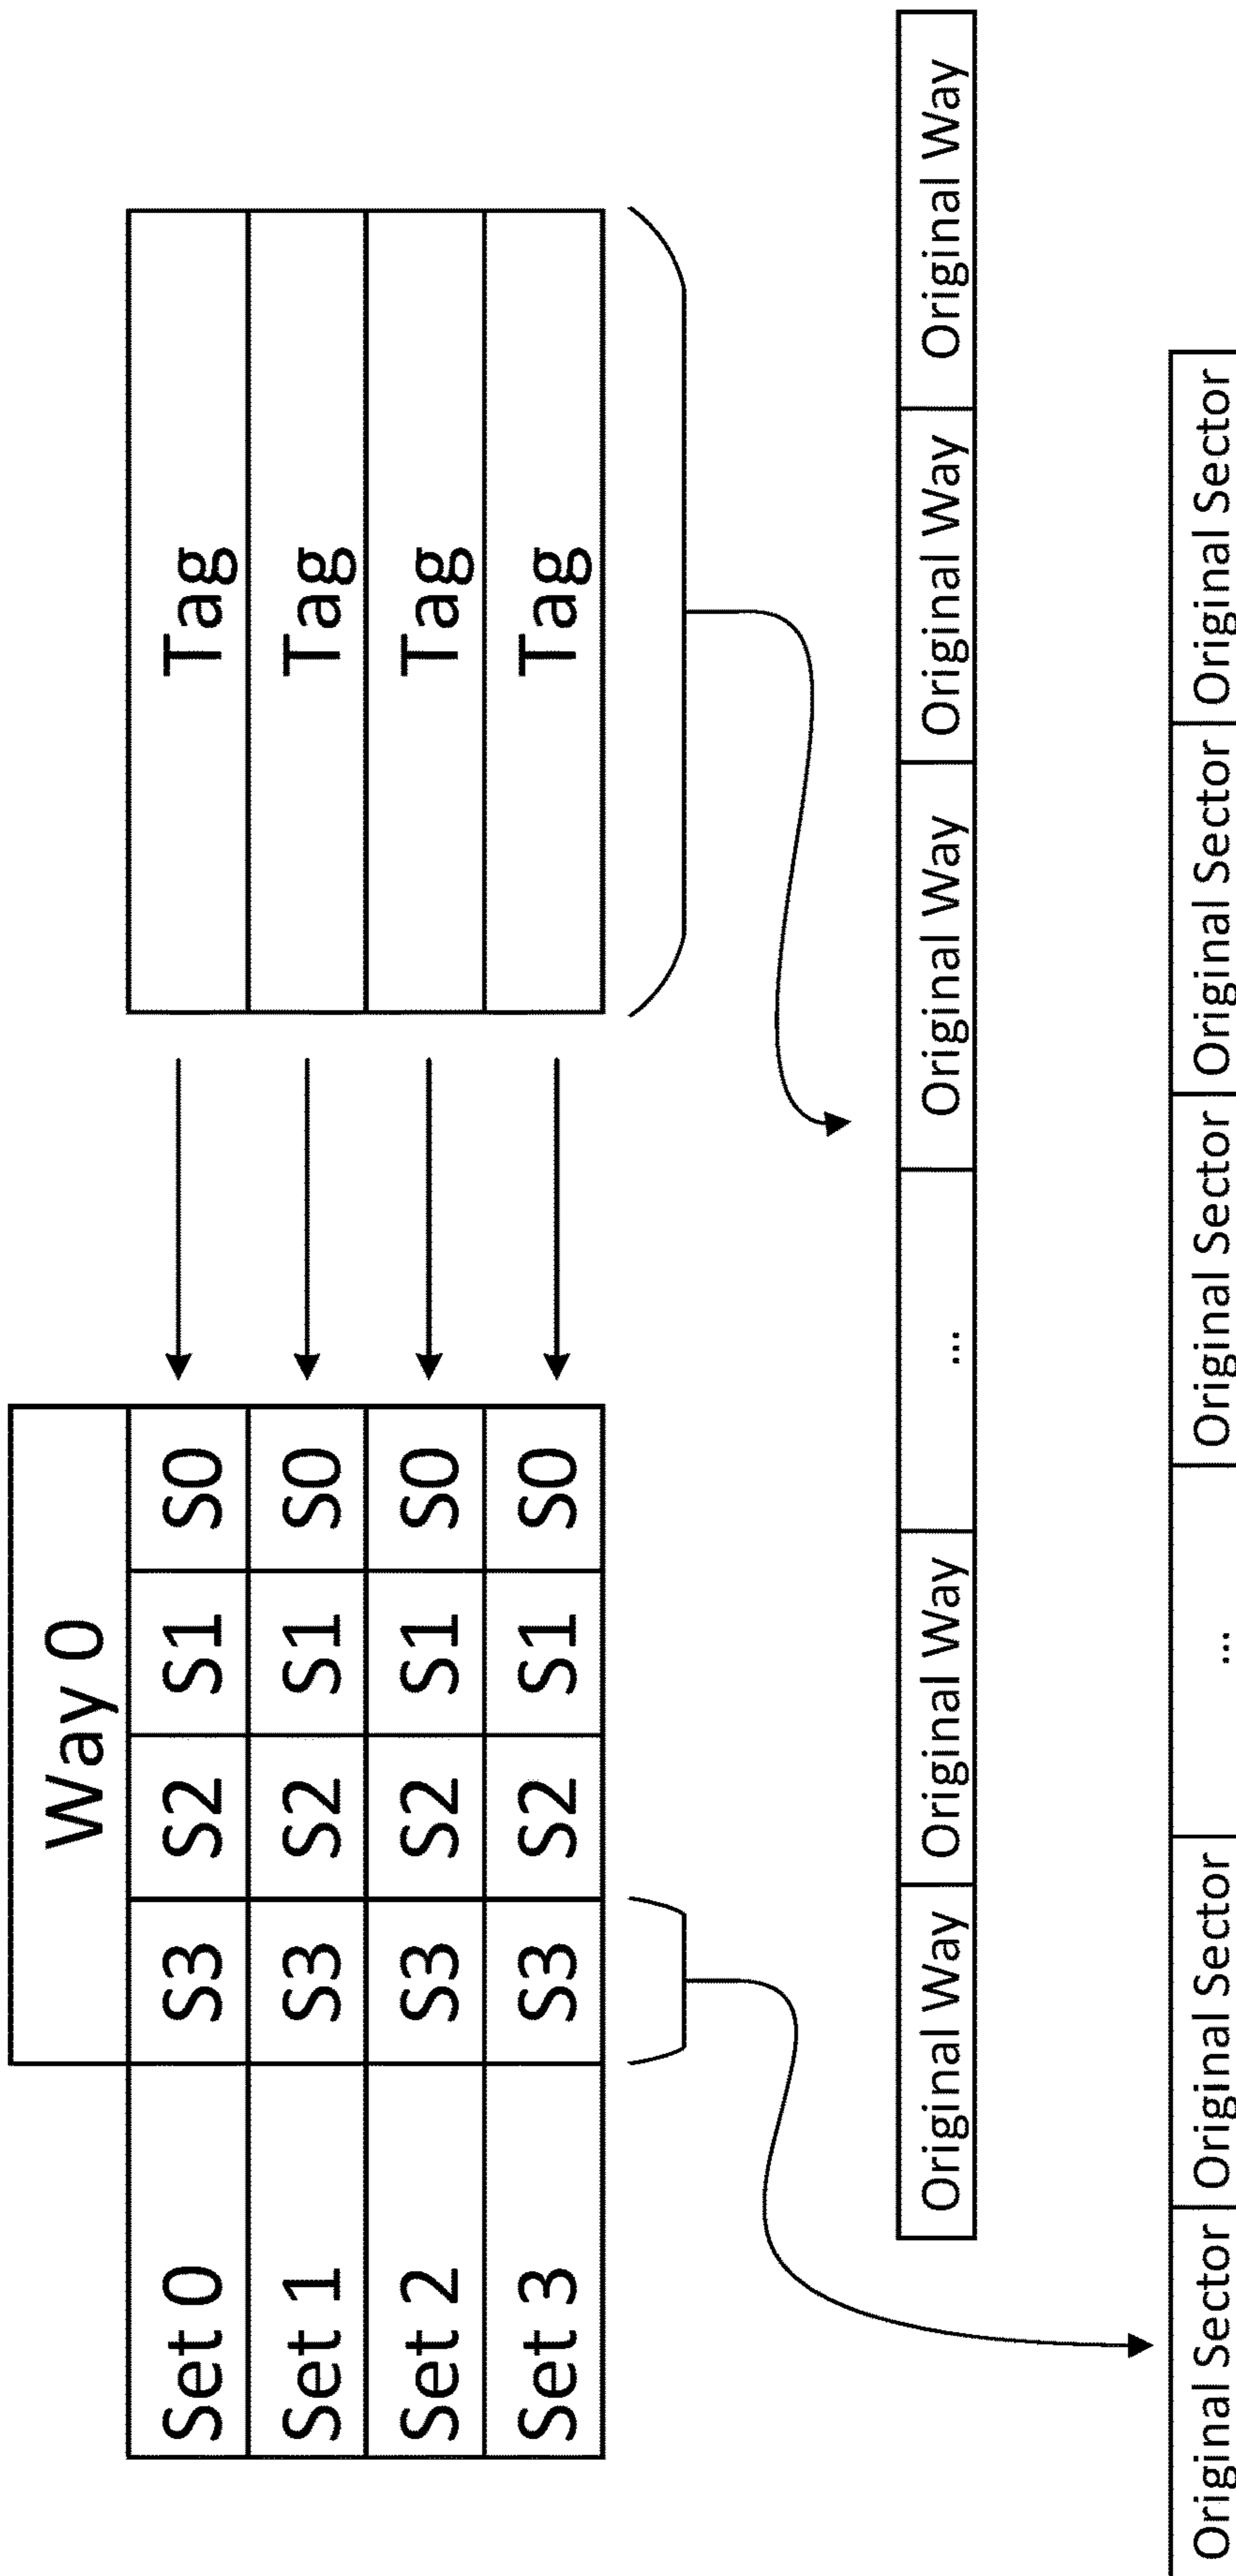 Way 0
Set 0 S3 S2 S1 S0 Tag
Set 1 S3 S2 S1 S0 Tag
Set 2 S3 S2 S1 S0 Tag
Set 3 S3 S2 S1 S0 Tag
Original Way Original Way ... Original Way Original Way Original Way
Original Sector Original Sector ... Original Sector Original Sector Original Sector